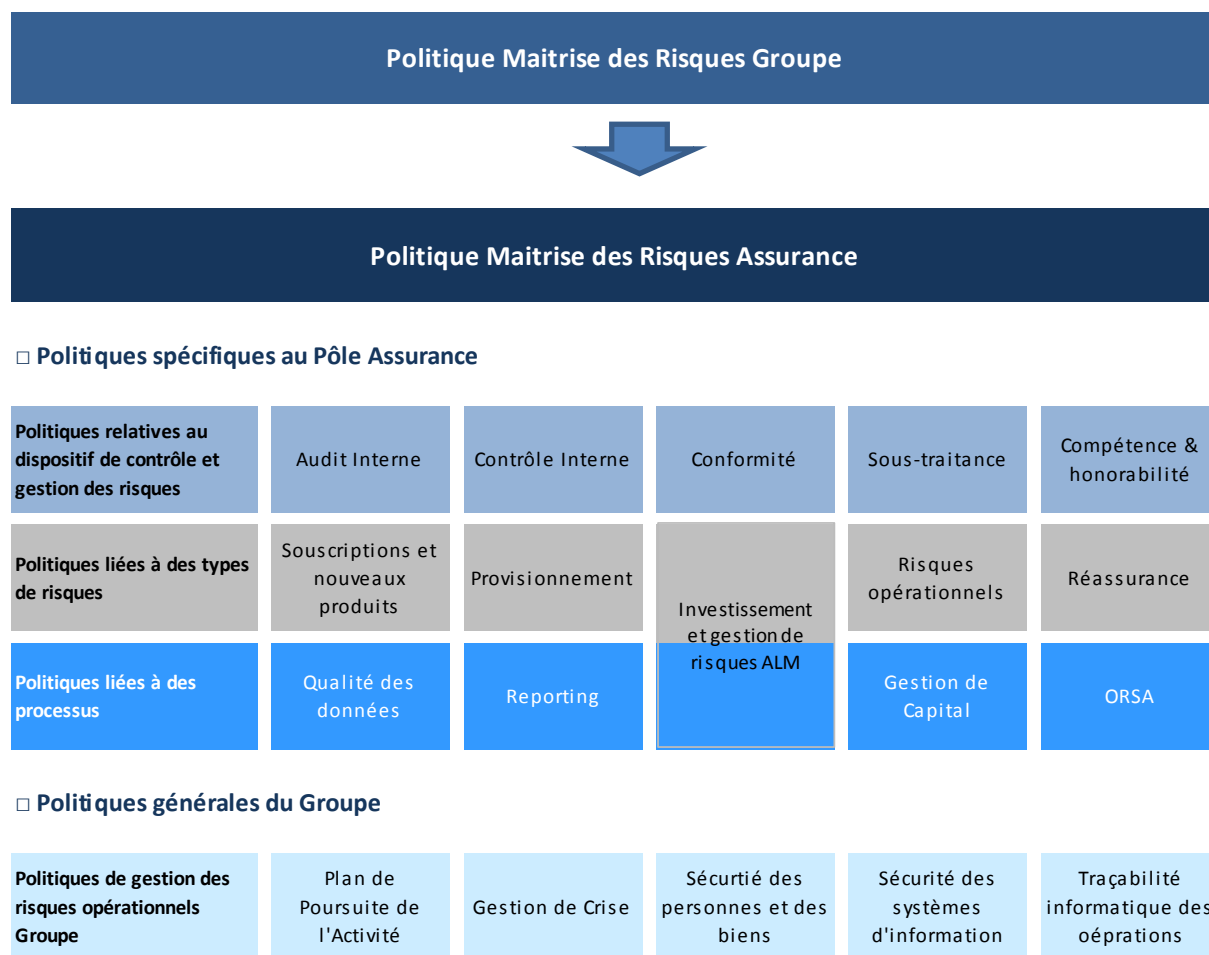 Politique Maitrise des Risques Groupe
Politique Maitrise des Risques Assurance
□ Politiques spécifiques au Pôle Assurance
Politiques relatives au
dispositif de contrôle et
gestion des risques
Audit Interne
Contrôle Interne
Conformité
Sous-traitance
Compétence &
honorabilité
Politiques liées à des types
de risques
Souscriptions et
nouveaux
produits
Provisionnement
Investissement
et gestion de
risques ALM
Risques
opérationnels
Réassurance
Politiques liées à des
processus
Qualité des
données
Reporting
Gestion de
Capital
ORSA
□ Politiques générales du Groupe
Politiques de gestion des
risques opérationnels
Groupe
Plan de
Poursuite de
l'Activité
Gestion de Crise
Sécurtié des
personnes et des
biens
Sécurité des
systèmes
d'information
Traçabilité
informatique des
oéprations